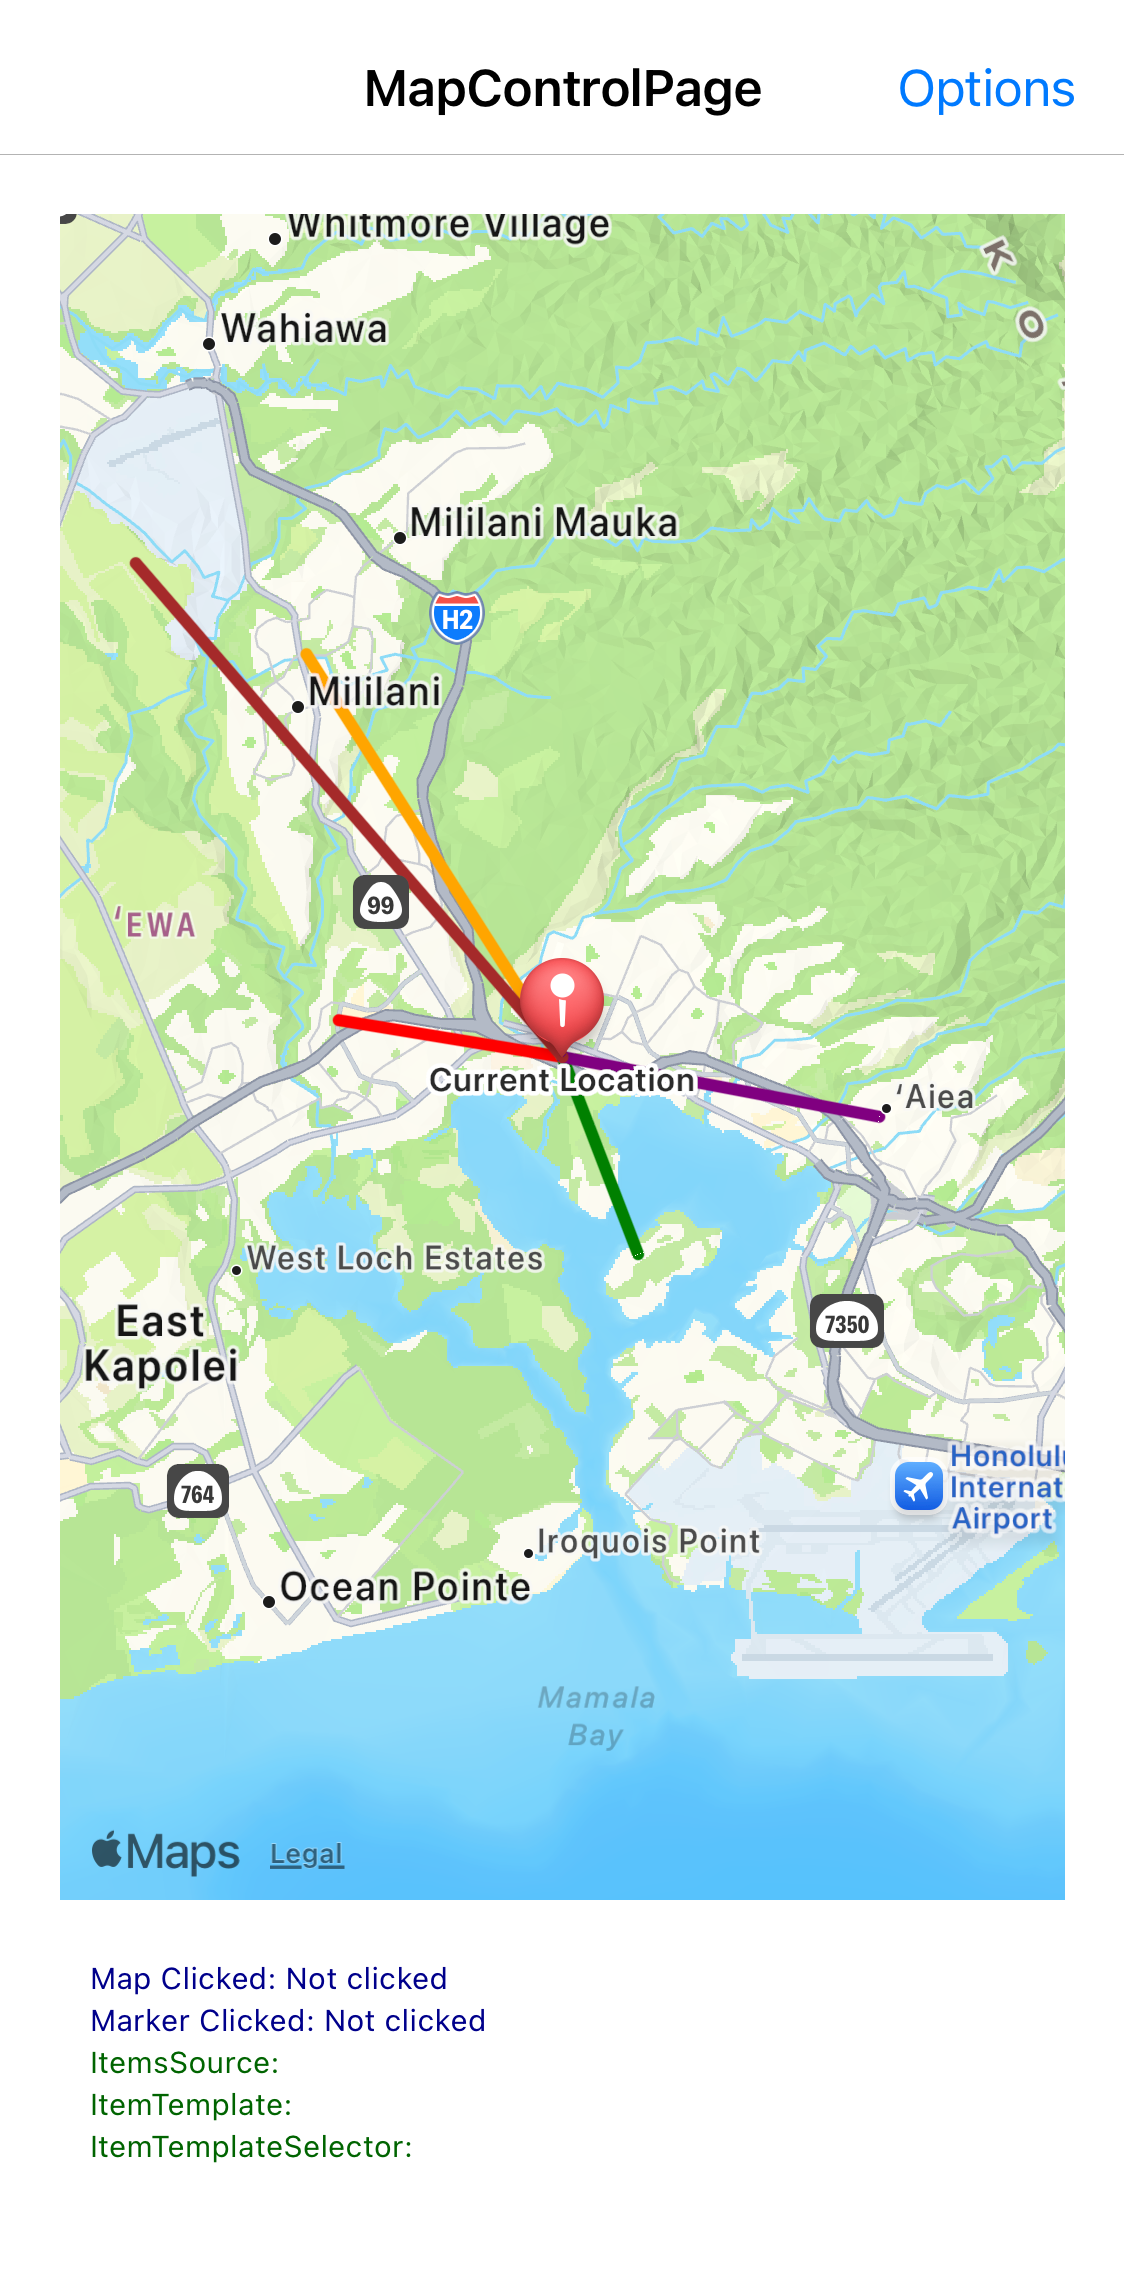 MapControlPage
Options
Whitmore Village
K
O
Wahiawa
Mililani Mauka
H2
Mililani
99
ʻEWA
Current Location
ʻAiea
West Loch Estates
East
Kapolei
7350
764
Honolulu
Internat
Airport
Iroquois Point
Ocean Pointe
Mamala
Bay
Maps
Legal
Map Clicked: Not clicked
Marker Clicked: Not clicked
ItemsSource:
ItemTemplate:
ItemTemplateSelector: